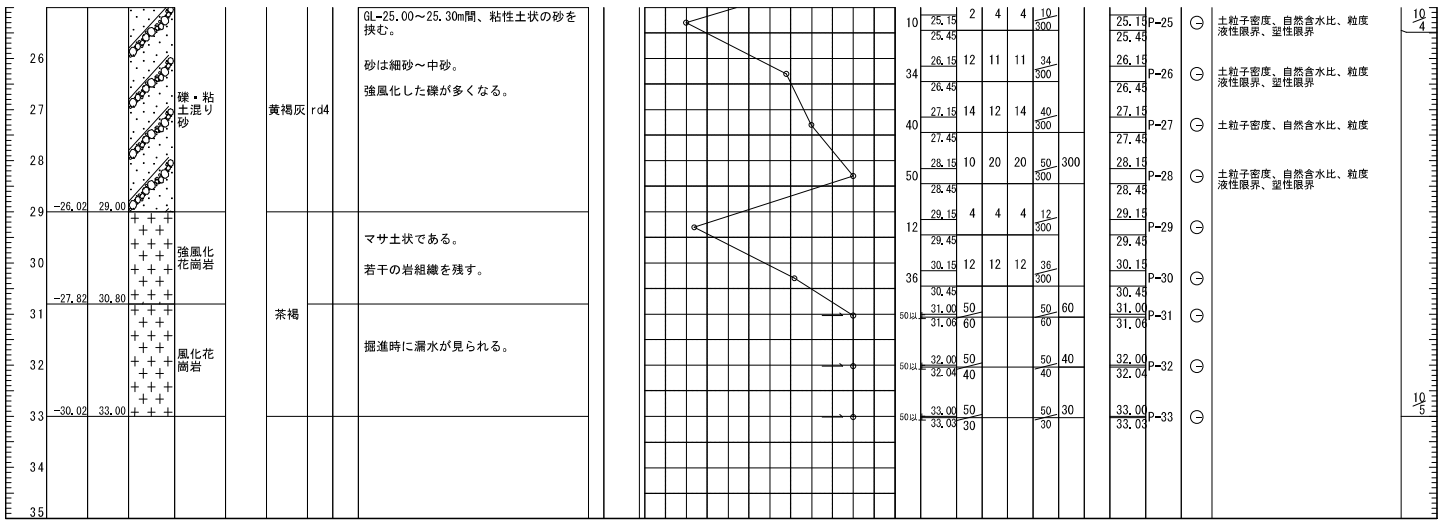 GL-25.00～25.30m間、粘性土状の砂を
挟む。
砂は細砂～中砂。
強風化した礫が多くなる。
礫・粘
土混り
砂
黄褐灰 rd4
26
27
28
-26.02 29.00
29
マサ土状である。
強風化
花崗岩
若干の岩組織を残す。
30
-27.82 30.80
31
茶褐
掘進時に漏水が見られる。
風化花
崗岩
32
-30.02 33.00
33
34
35
10 25.15 2 4 4 10/300 25.15 P-25 土粒子密度、自然含水比、粒度
25.45 25.45 液性限界、塑性限界
34 26.15 12 11 11 34/300 26.15 P-26 土粒子密度、自然含水比、粒度
26.45 26.45 液性限界、塑性限界
40 27.15 14 12 14 40/300 27.15 P-27 土粒子密度、自然含水比、粒度
27.45 27.45
50 28.15 10 20 20 50/300 300 28.15 P-28 土粒子密度、自然含水比、粒度
28.45 28.45 液性限界、塑性限界
12 29.15 4 4 4 12/300 29.15 P-29
29.45 29.45
36 30.15 12 12 12 36/300 30.15 P-30
30.45 30.45
50以上 31.00 50/60 50/60 60 31.00 P-31
31.06 31.06
50以上 32.00 50/40 50/40 40 32.00 P-32
32.04 32.04
50以上 33.00 50/30 50/30 30 33.00 P-33
33.03 33.03
10/4
10/5